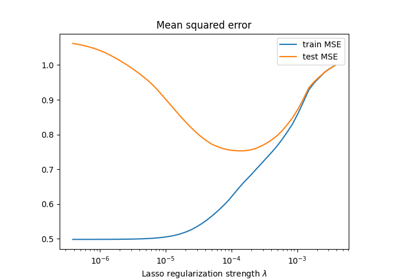 Mean squared error
train MSE
test MSE
1.0
0.9
0.8
0.7
0.6
0.5
10⁻⁶
10⁻⁵
10⁻⁴
10⁻³
Lasso regularization strength λ